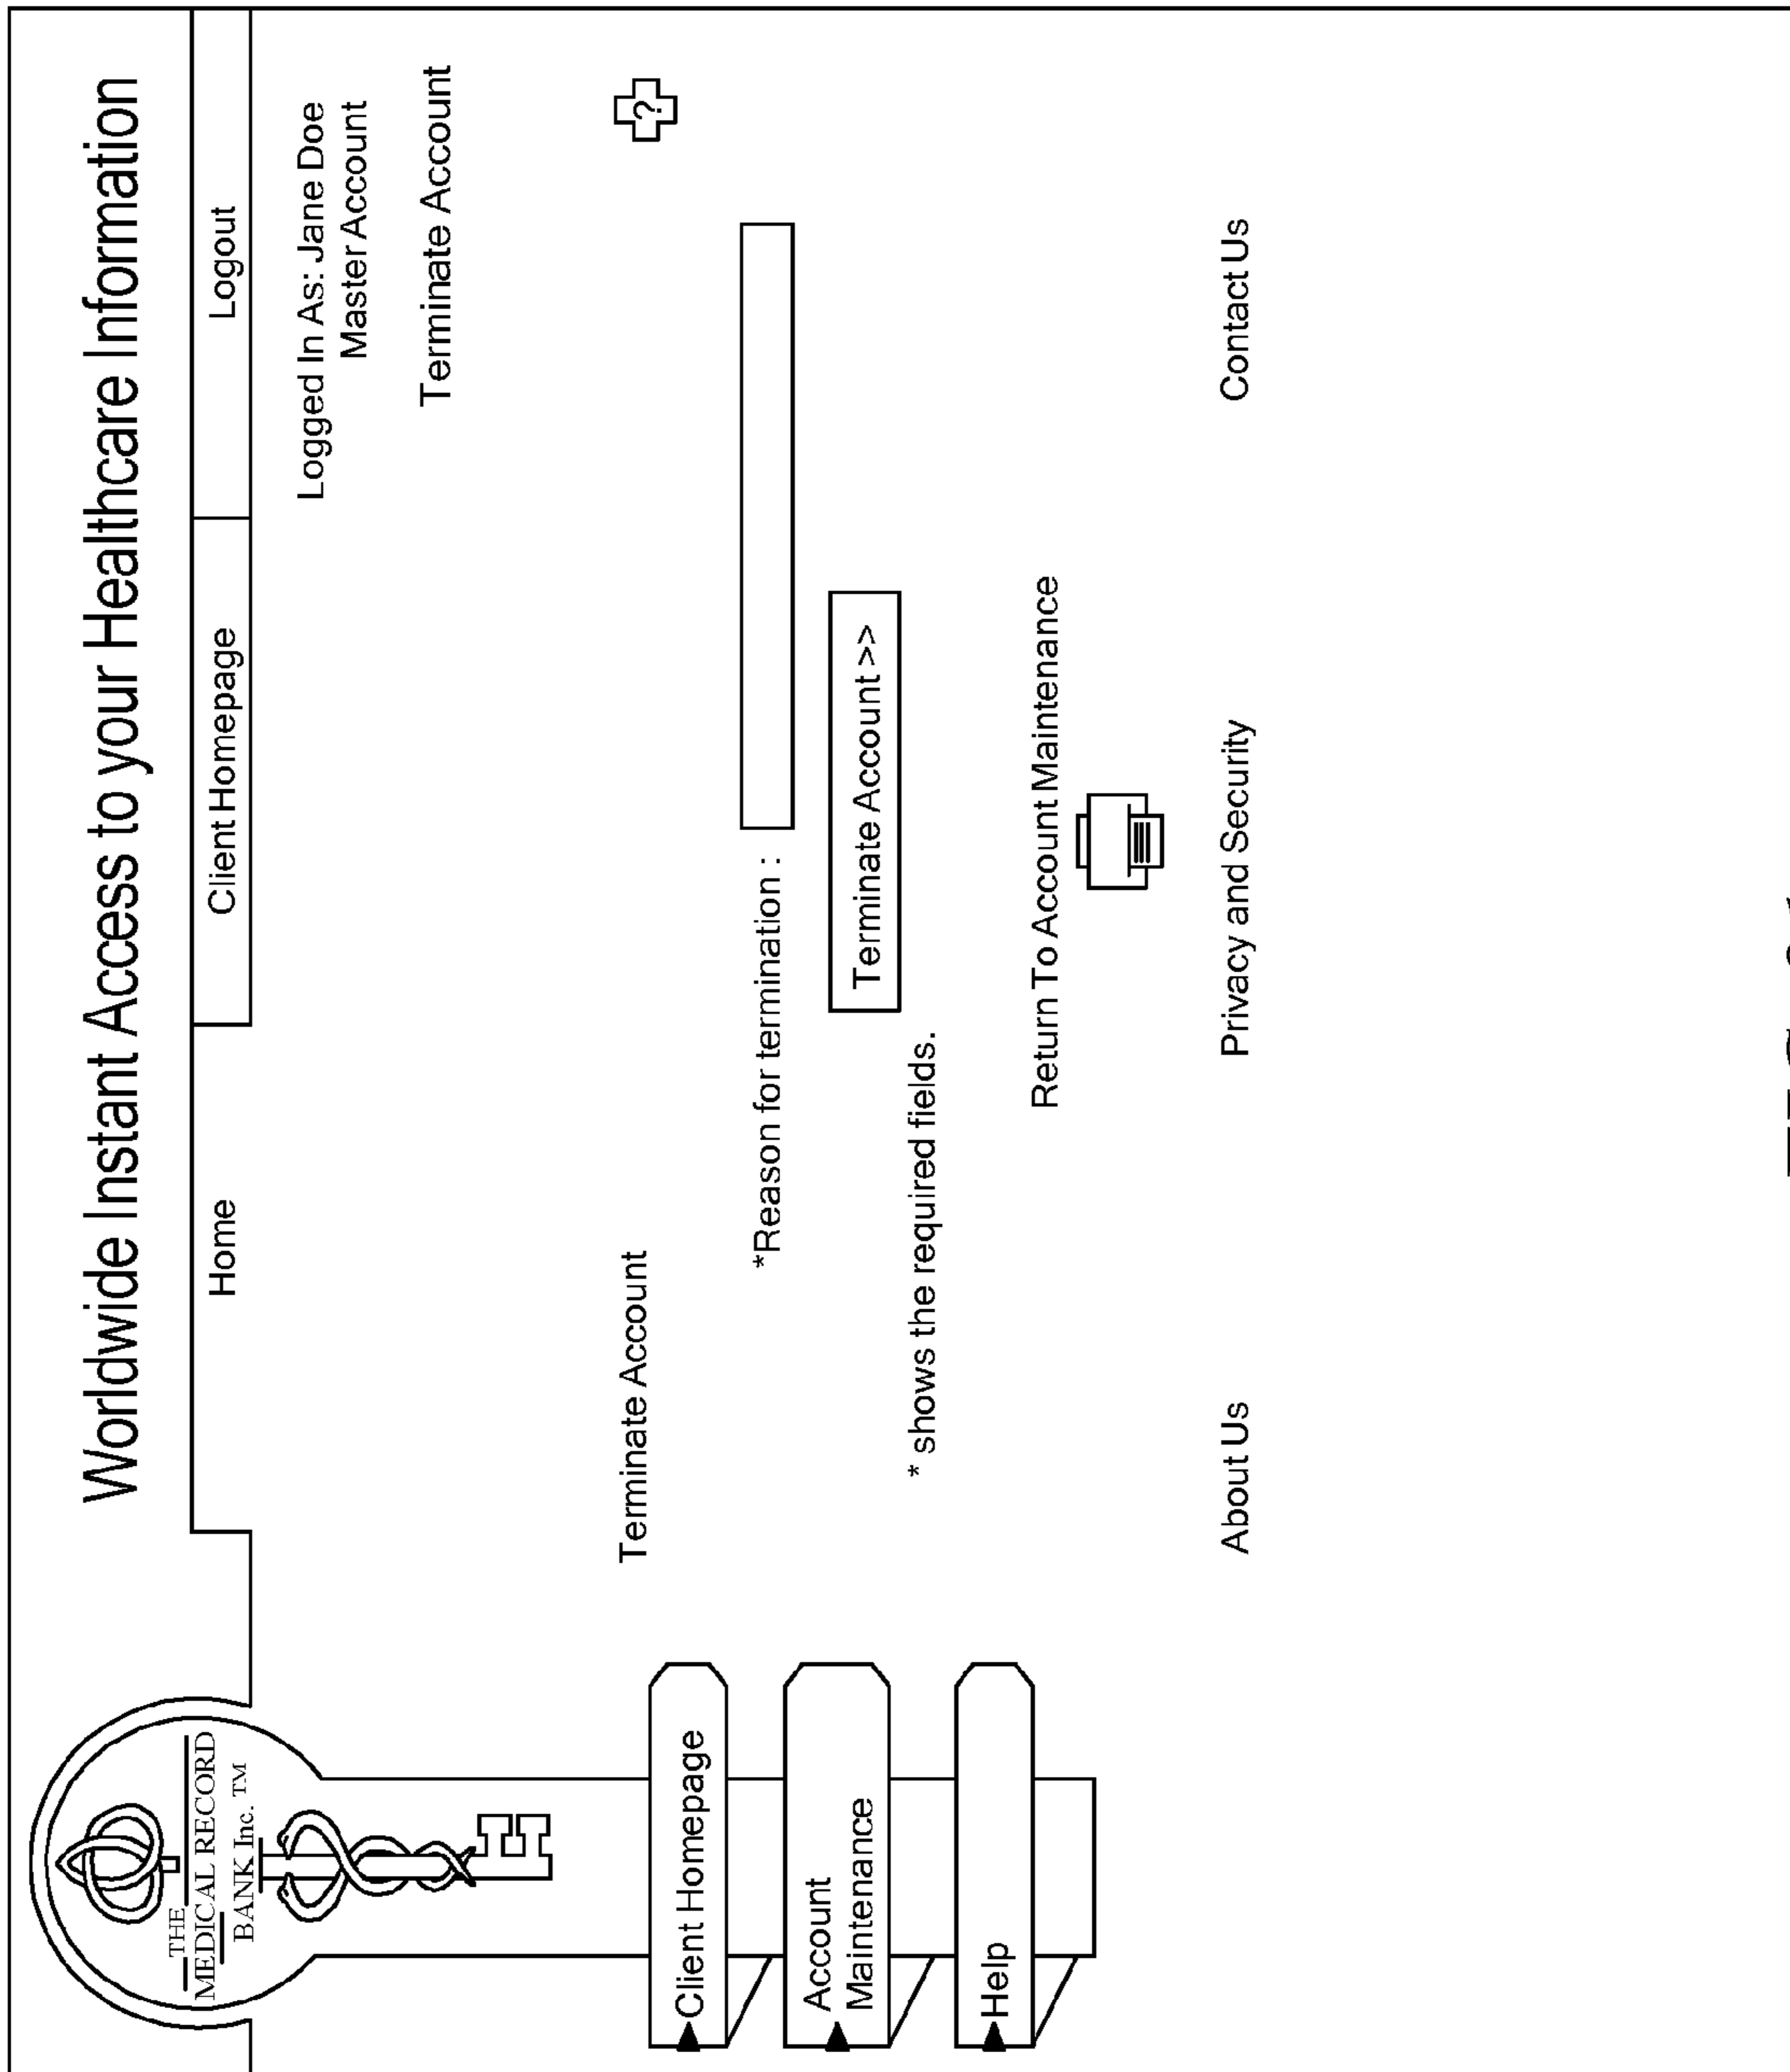 Worldwide Instant Access to your Healthcare Information
THE
MEDICAL RECORD
BANK Inc. ™
Home
Client Homepage
Logout
Logged In As: Jane Doe
Master Account
Terminate Account
Terminate Account
?
Client Homepage
Account
Maintenance
Help
*Reason for termination :
Terminate Account >>
* shows the required fields.
Return To Account Maintenance
About Us
Privacy and Security
Contact Us